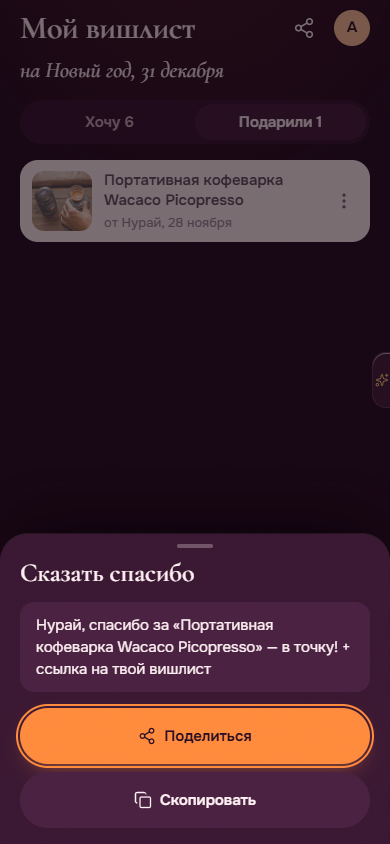 Мой вишлист
A
на Новый год, 31 декабря
Хочу 6
Подарили 1
Портативная кофеварка
Wacaco Picopresso
от Нурай, 28 ноября
Сказать спасибо
Нурай, спасибо за «Портативная
кофеварка Wacaco Picopresso» — в точку! +
ссылка на твой вишлист
Поделиться
Скопировать